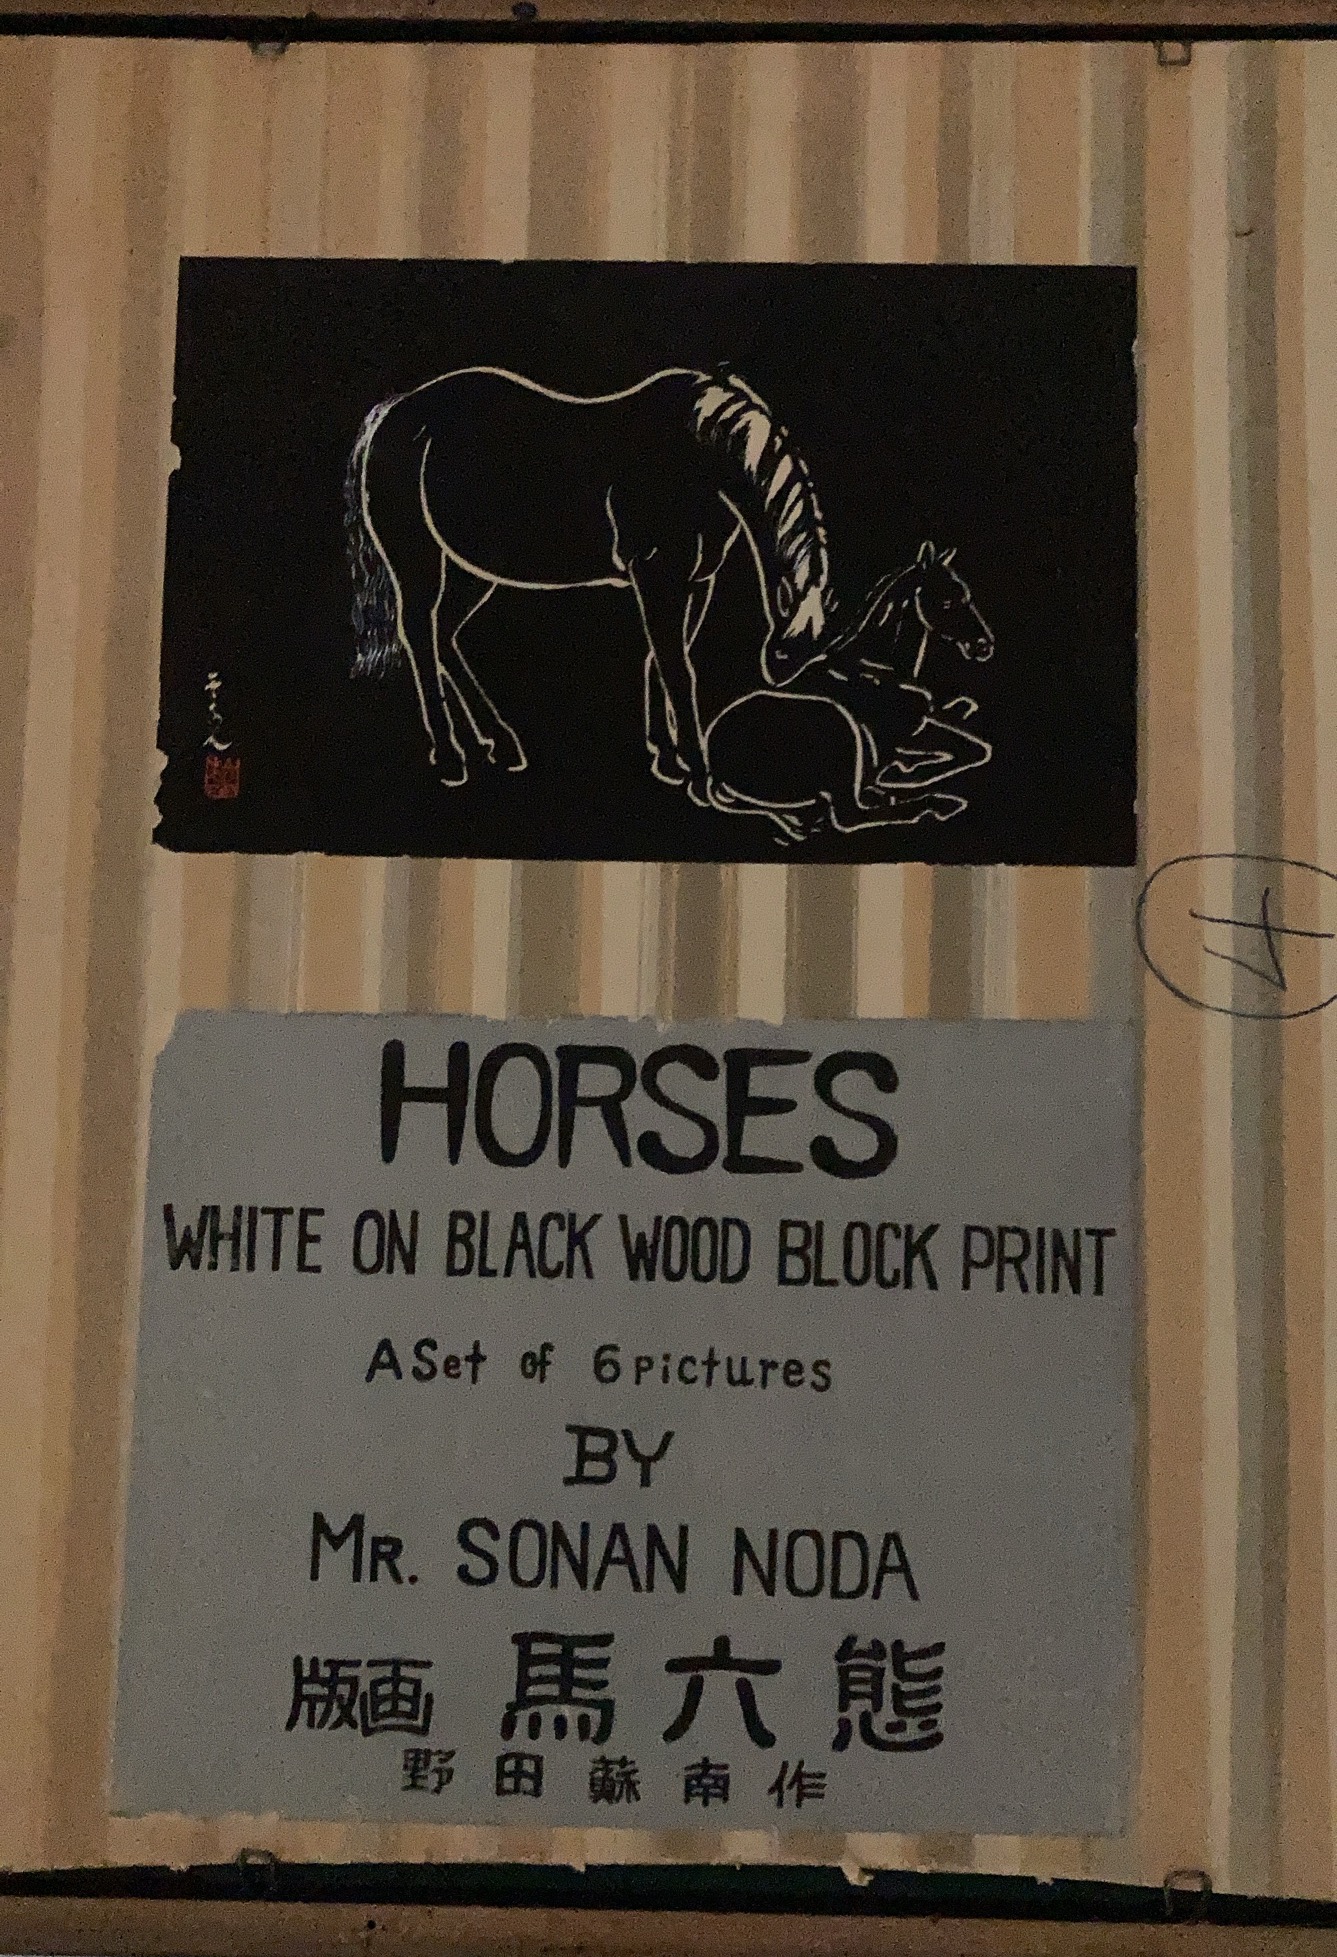 HORSES
WHITE ON BLACK WOOD BLOCK PRINT
A Set of 6 pictures
BY
MR. SONAN NODA
版画 馬六態
野田蘇南作
4